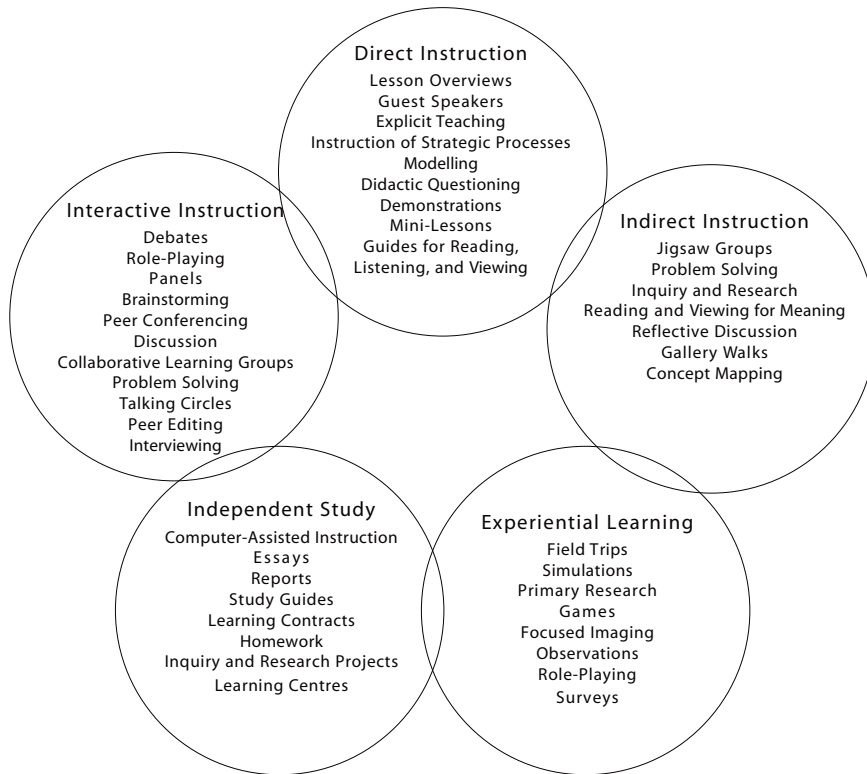 Direct Instruction
Lesson Overviews
Guest Speakers
Explicit Teaching
Instruction of Strategic Processes
Modelling
Didactic Questioning
Demonstrations
Mini-Lessons
Guides for Reading,
Listening, and Viewing
Interactive Instruction
Debates
Role-Playing
Panels
Brainstorming
Peer Conferencing
Discussion
Collaborative Learning Groups
Problem Solving
Talking Circles
Peer Editing
Interviewing
Indirect Instruction
Jigsaw Groups
Problem Solving
Inquiry and Research
Reading and Viewing for Meaning
Reflective Discussion
Gallery Walks
Concept Mapping
Independent Study
Computer-Assisted Instruction
Essays
Reports
Study Guides
Learning Contracts
Homework
Inquiry and Research Projects
Learning Centres
Experiential Learning
Field Trips
Simulations
Primary Research
Games
Focused Imaging
Observations
Role-Playing
Surveys